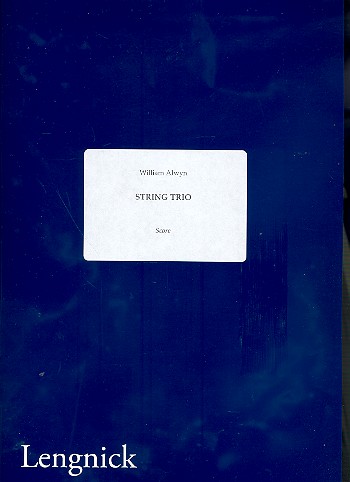 William Alwyn
STRING TRIO
Score
Lengnick